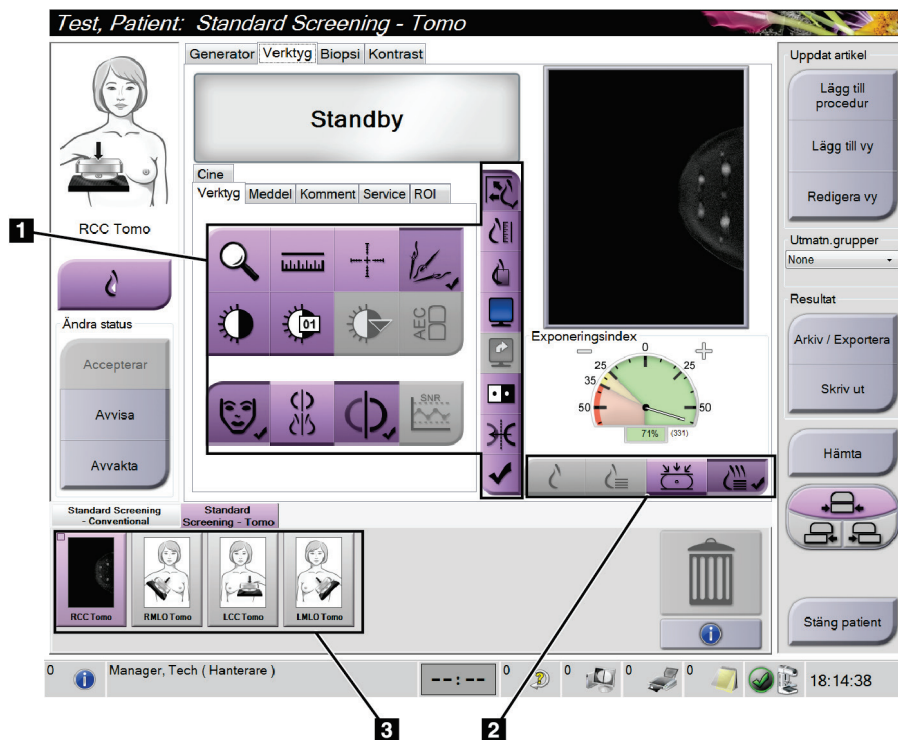 Test, Patient: Standard Screening - Tomo
Generator Verktyg Biopsi Kontrast
Standby
Cine
Verktyg Meddel Komment Service ROI
RCC Tomo
Ändra status
Accepterar
Avvisa
Avvakta
01
AEC
SNR
Exponeringsindex
0
25 25
35
50 50
71% (331)
Uppdat artikel
Lägg till
procedur
Lägg till vy
Redigera vy
Utmatn.grupper
None
Resultat
Arkiv / Exportera
Skriv ut
Hämta
Stäng patient
1
Standard Screening
- Conventional
Standard
Screening - Tomo
RCC Tomo
RMLO Tomo
LCC Tomo
LMLO Tomo
0 Manager, Tech ( Hanterare ) --:-- 0 0 0 0 18:14:38
3
2